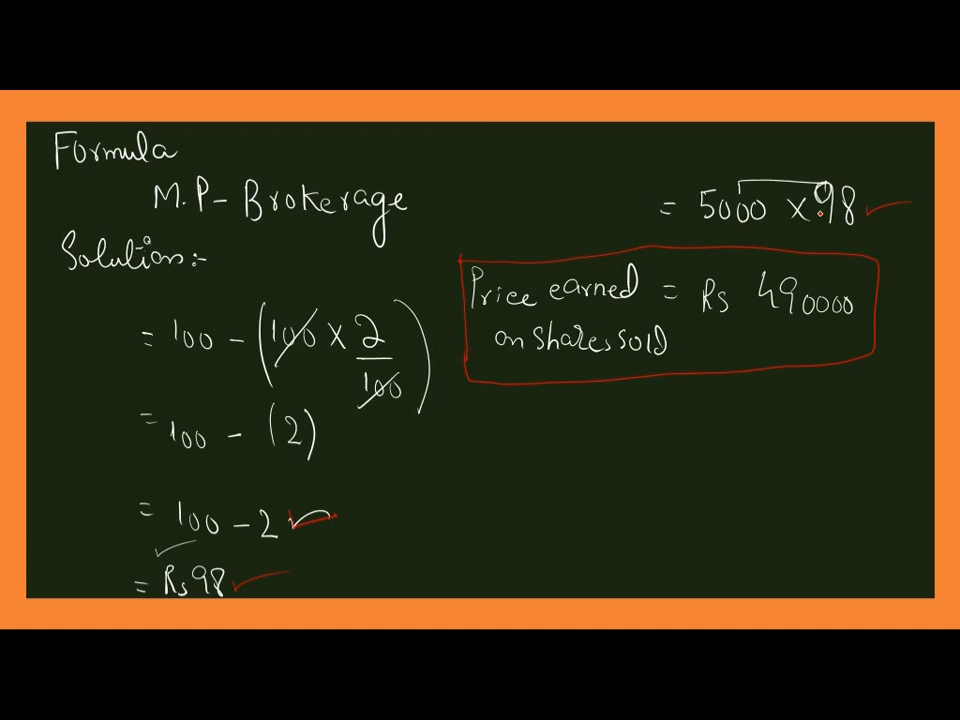 Formula
M.P- Brokerage
Solution:-
= 100 - (100 X 2/100)
= 100 - (2)
= 100 - 2
= Rs 98
= 5000 X 98
Price earned = Rs 490000
on shares sold